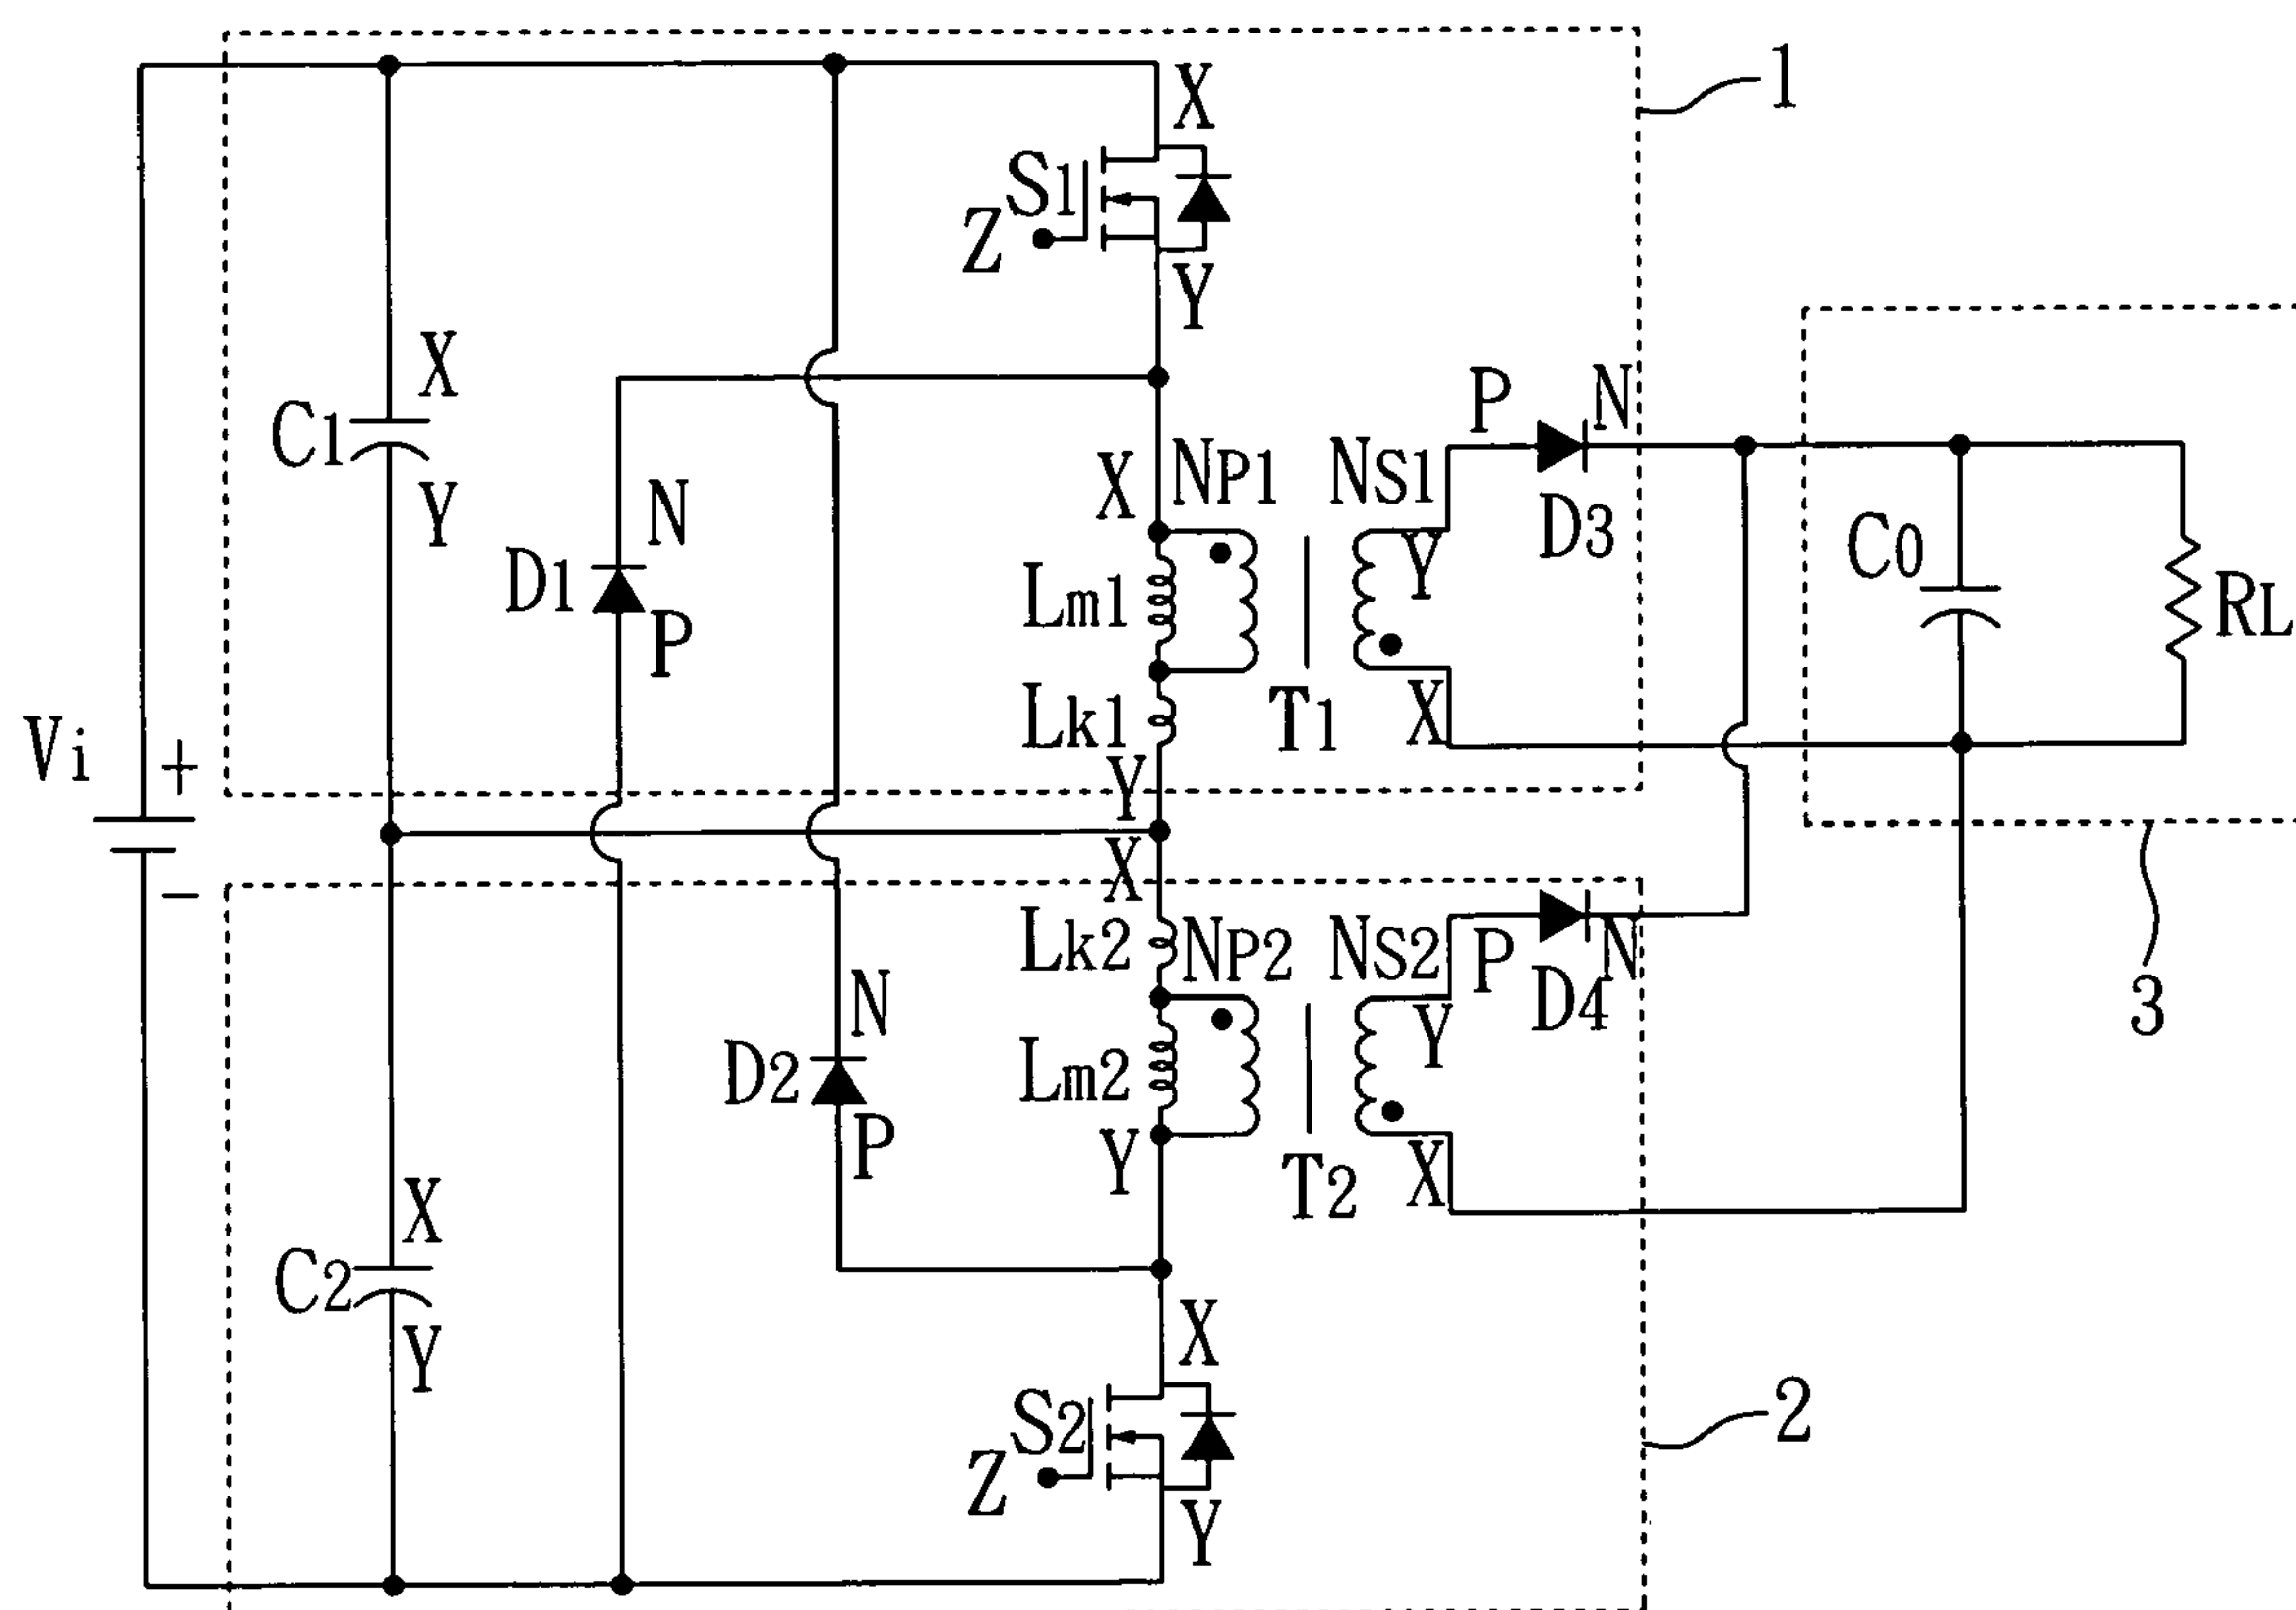 X
1
S1
Z
Y
X
P
N
C1
X
NP1
NS1
N
Y
D3
C0
D1
Y
Lm1
RL
P
Lk1
T1
X
Vi
+
Y
X
−
Lk2
NP2
NS2
P
N
N
D4
3
Y
D2
Lm2
P
Y
T2
X
X
C2
X
Y
2
S2
Z
Y